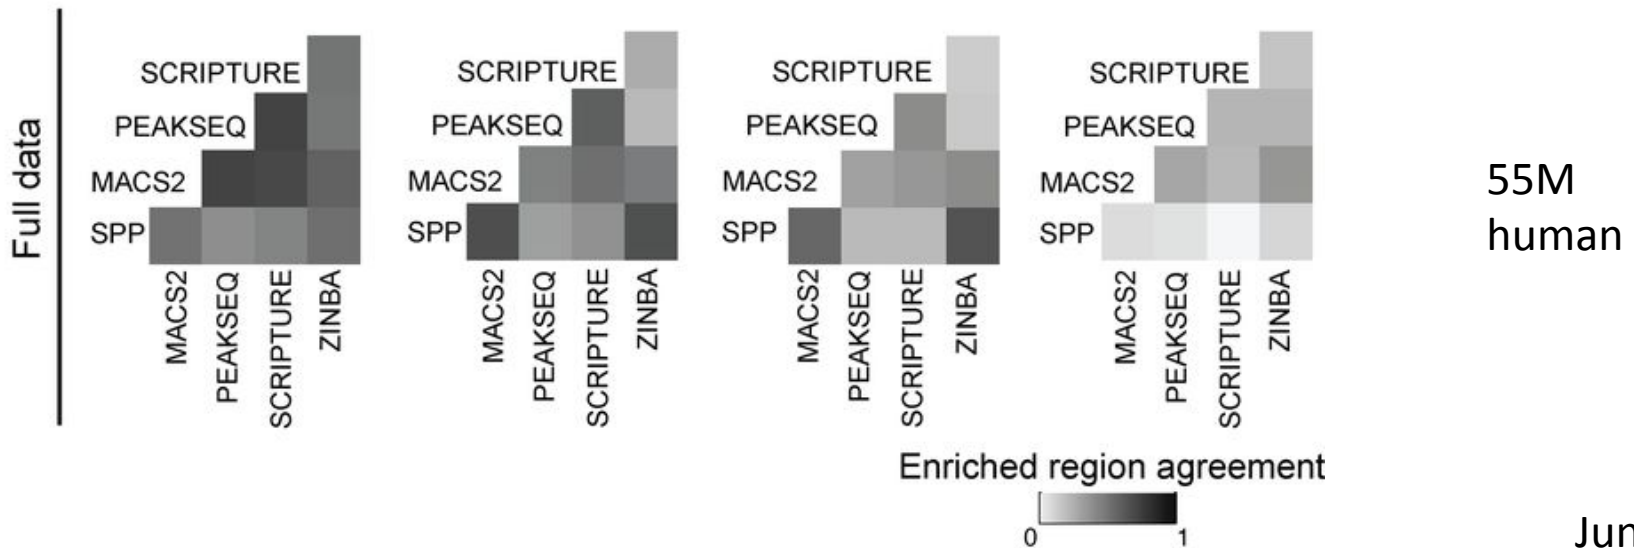 Full data
SCRIPTURE
PEAKSEQ
MACS2
SPP
MACS2
PEAKSEQ
SCRIPTURE
ZINBA
SCRIPTURE
PEAKSEQ
MACS2
SPP
MACS2
PEAKSEQ
SCRIPTURE
ZINBA
SCRIPTURE
PEAKSEQ
MACS2
SPP
MACS2
PEAKSEQ
SCRIPTURE
ZINBA
SCRIPTURE
PEAKSEQ
MACS2
SPP
MACS2
PEAKSEQ
SCRIPTURE
ZINBA
55M
human
Enriched region agreement
0 1
Jun